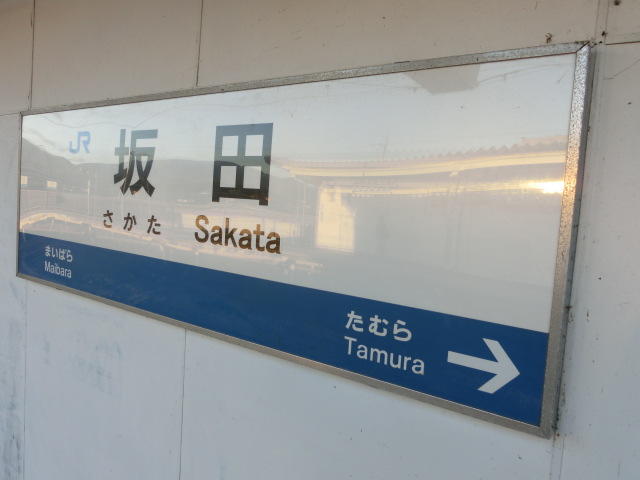 JR
坂田
さかた Sakata
まいばら
Maibara
たむら
Tamura